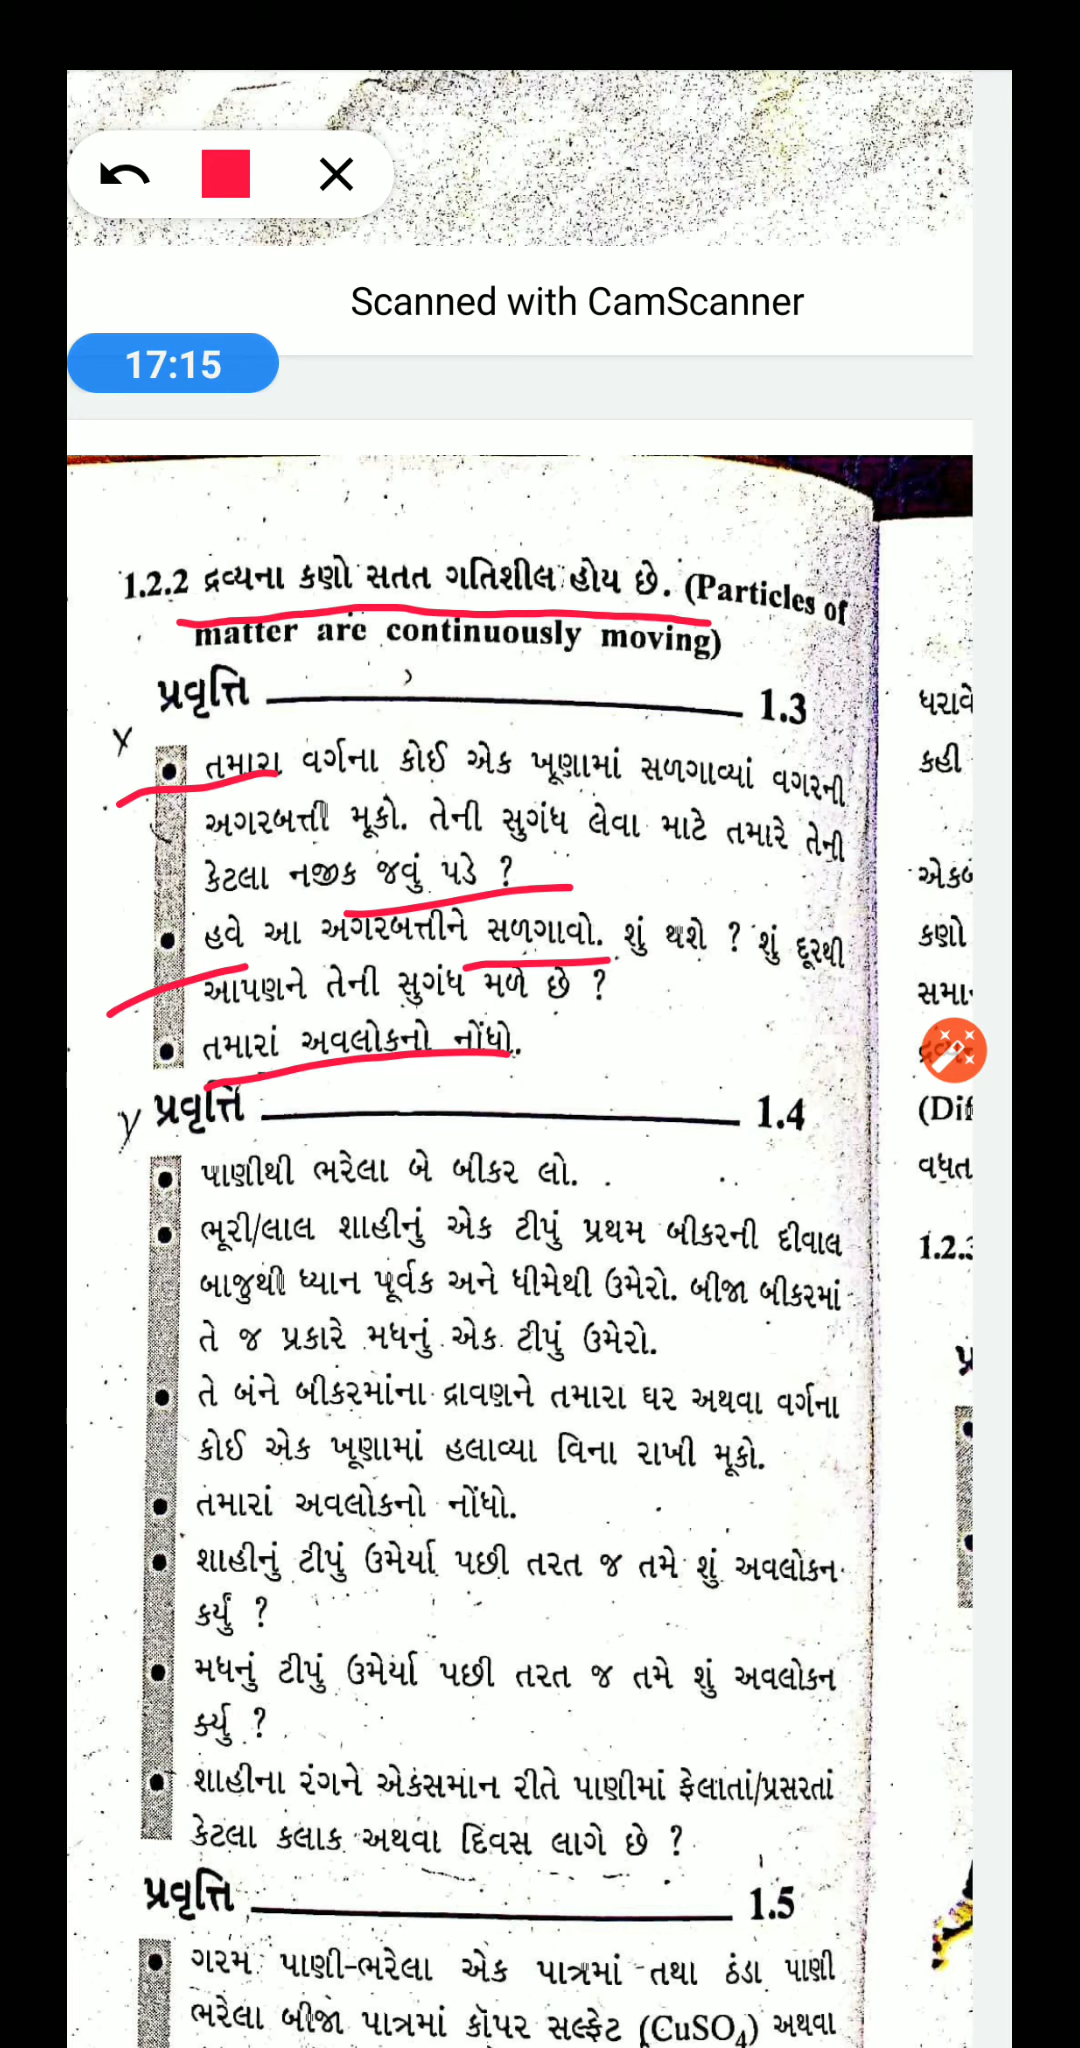 Scanned with CamScanner
17:15
1.2.2 દ્રવ્યના કણો સતત ગતિશીલ હોય છે. (Particles of
matter are continuously moving)
પ્રવૃત્તિ 1.3
તમારા વર્ગના કોઈ એક ખૂણામાં સળગાવ્યાં વગરની
અગરબત્તી મૂકો. તેની સુગંધ લેવા માટે તમારે તેની
કેટલા નજીક જવું પડે ?
હવે આ અગરબત્તીને સળગાવો. શું થશે ? શું દૂરથી
આપણને તેની સુગંધ મળે છે ?
તમારાં અવલોકનો નોંધો.
પ્રવૃત્તિ 1.4
પાણીથી ભરેલા બે બીકર લો.
ભૂરી/લાલ શાહીનું એક ટીપું પ્રથમ બીકરની દીવાલ
બાજુથી ધ્યાન પૂર્વક અને ધીમેથી ઉમેરો. બીજા બીકરમાં
તે જ પ્રકારે મધનું એક ટીપું ઉમેરો.
તે બંને બીકરમાંના દ્રાવણને તમારા ઘર અથવા વર્ગના
કોઈ એક ખૂણામાં હલાવ્યા વિના રાખી મૂકો.
તમારાં અવલોકનો નોંધો.
શાહીનું ટીપું ઉમેર્યા પછી તરત જ તમે શું અવલોકન
કર્યું ?
મધનું ટીપું ઉમેર્યા પછી તરત જ તમે શું અવલોકન
ર્ક્યુ ?
શાહીના રંગને એકસમાન રીતે પાણીમાં ફેલાતાં/પ્રસરતાં
કેટલા કલાક અથવા દિવસ લાગે છે ?
પ્રવૃત્તિ 1.5
ગરમ પાણી-ભરેલા એક પાત્રમાં તથા ઠંડા પાણી
ભરેલા બીજા પાત્રમાં કૉપર સલ્ફેટ (CuSO4) અથવા
ધરાવે
કહી
કણો
વધત